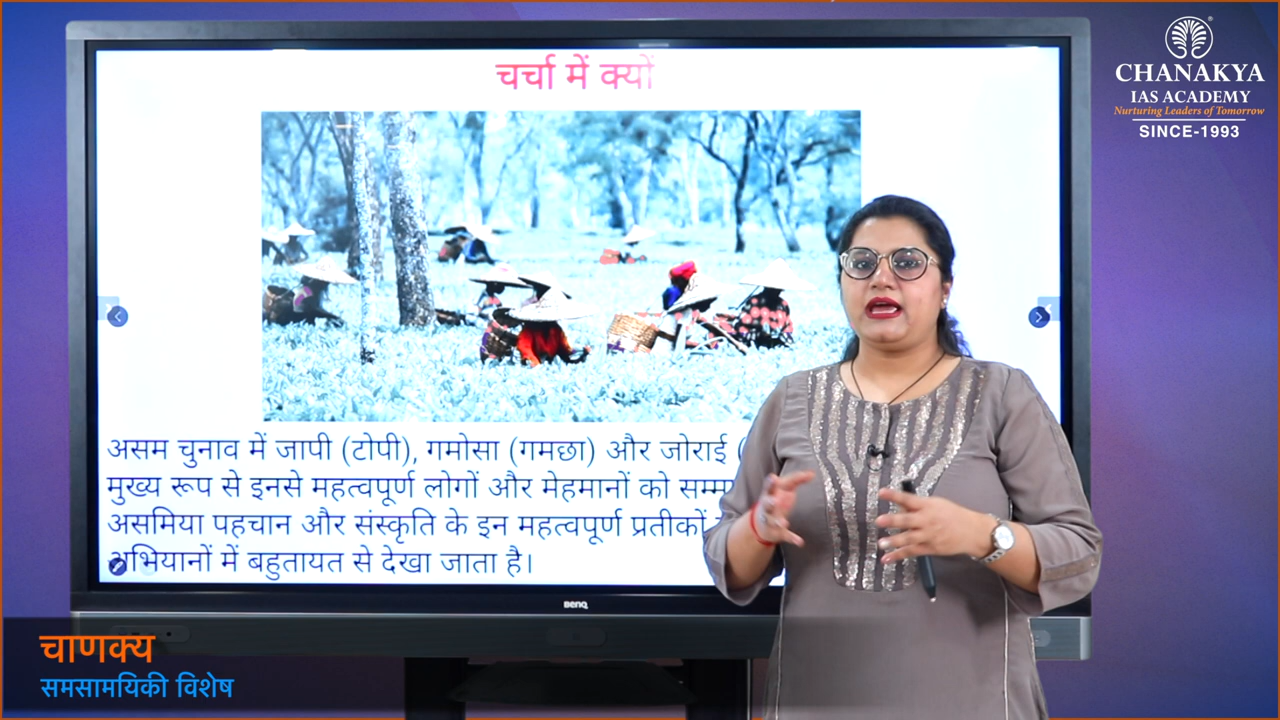 चर्चा में क्यों
असम चुनाव में जापी (टोपी), गमोसा (गमछा) और जोराई (
मुख्य रूप से इनसे महत्वपूर्ण लोगों और मेहमानों को
असमिया पहचान और संस्कृति के इन महत्वपूर्ण प्रतीकों
अभियानों में बहुतायत से देखा जाता है।
BenQ
CHANAKYA
IAS ACADEMY
Nurturing Leaders of Tomorrow
SINCE-1993
चाणक्य
समसामयिकी विशेष